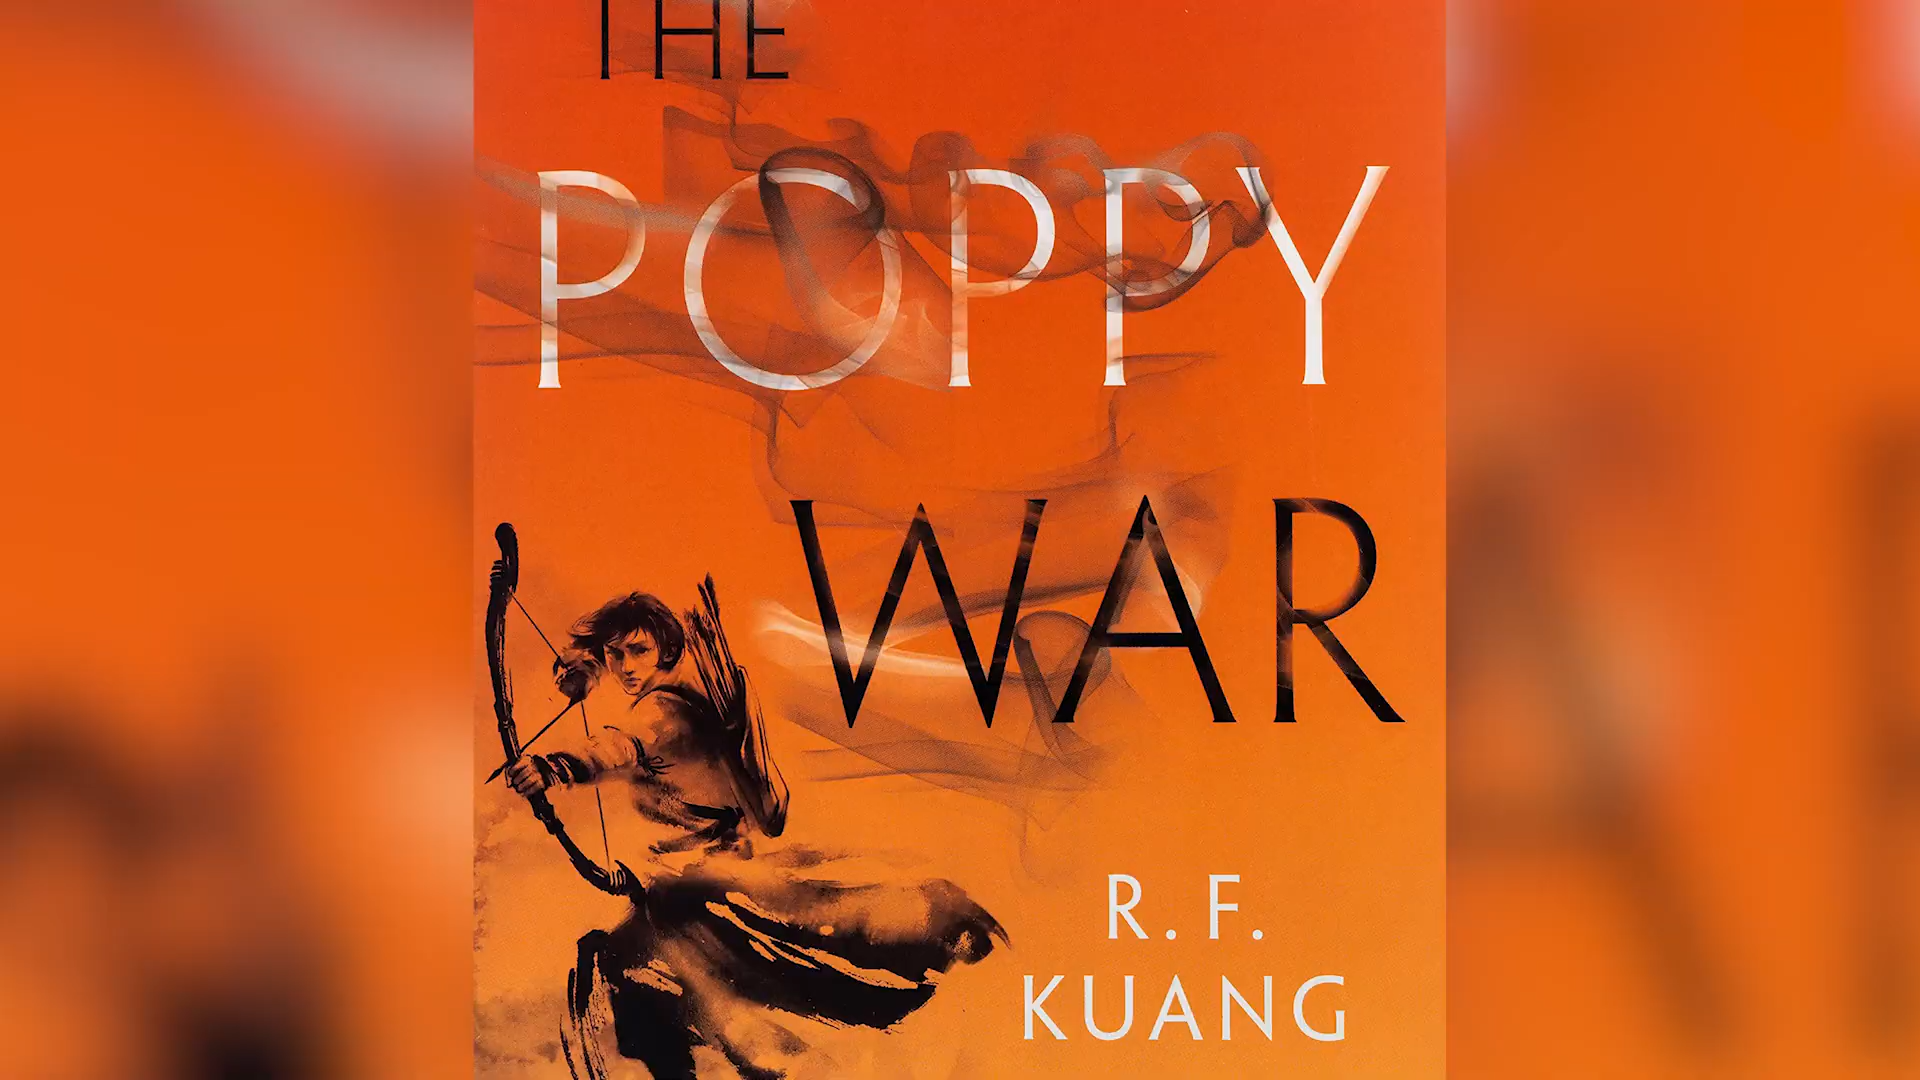 THE
POPPY
WAR
R. F.
KUANG